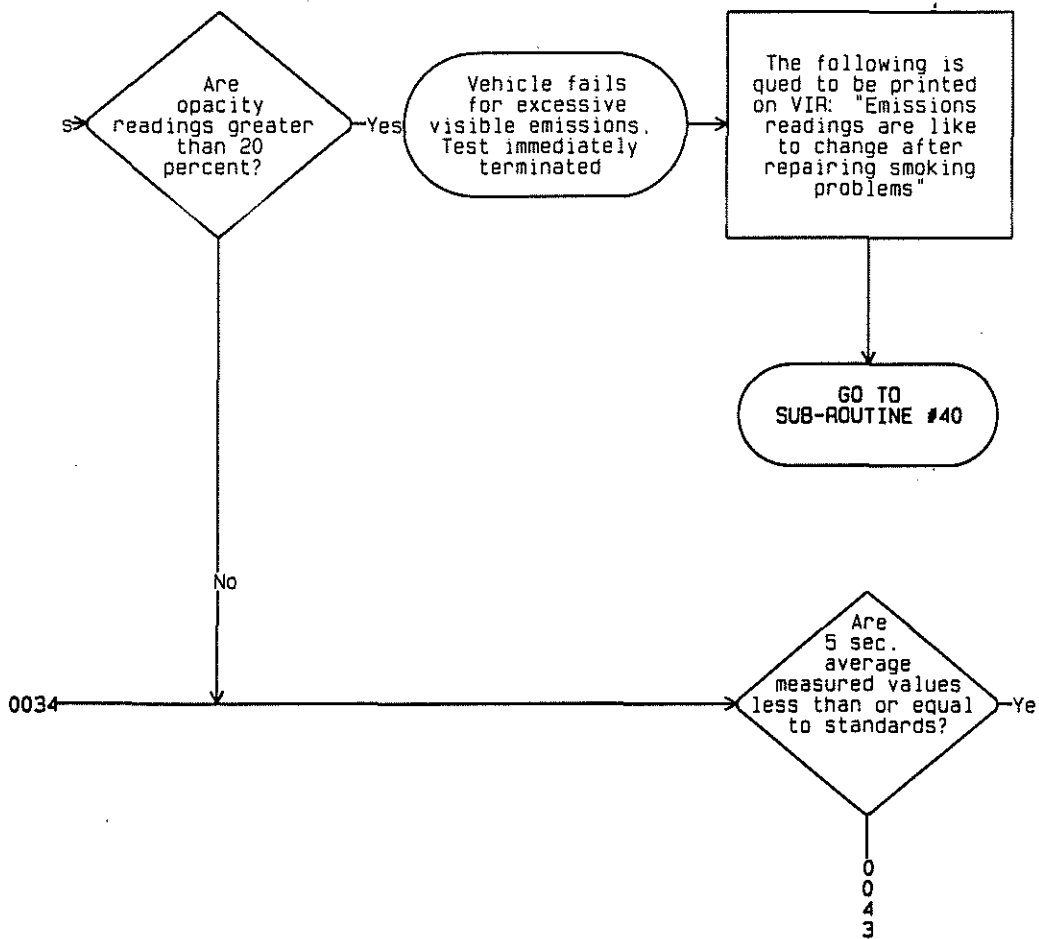 s
Are
opacity
readings greater
than 20
percent?
Yes
Vehicle fails
for excessive
visible emissions.
Test immediately
terminated
The following is
qued to be printed
on VIR: "Emissions
readings are like
to change after
repairing smoking
problems"
GO TO
SUB-ROUTINE #40
No
0034
Are
5 sec.
average
measured values
less than or equal
to standards?
Ye
0
0
4
3